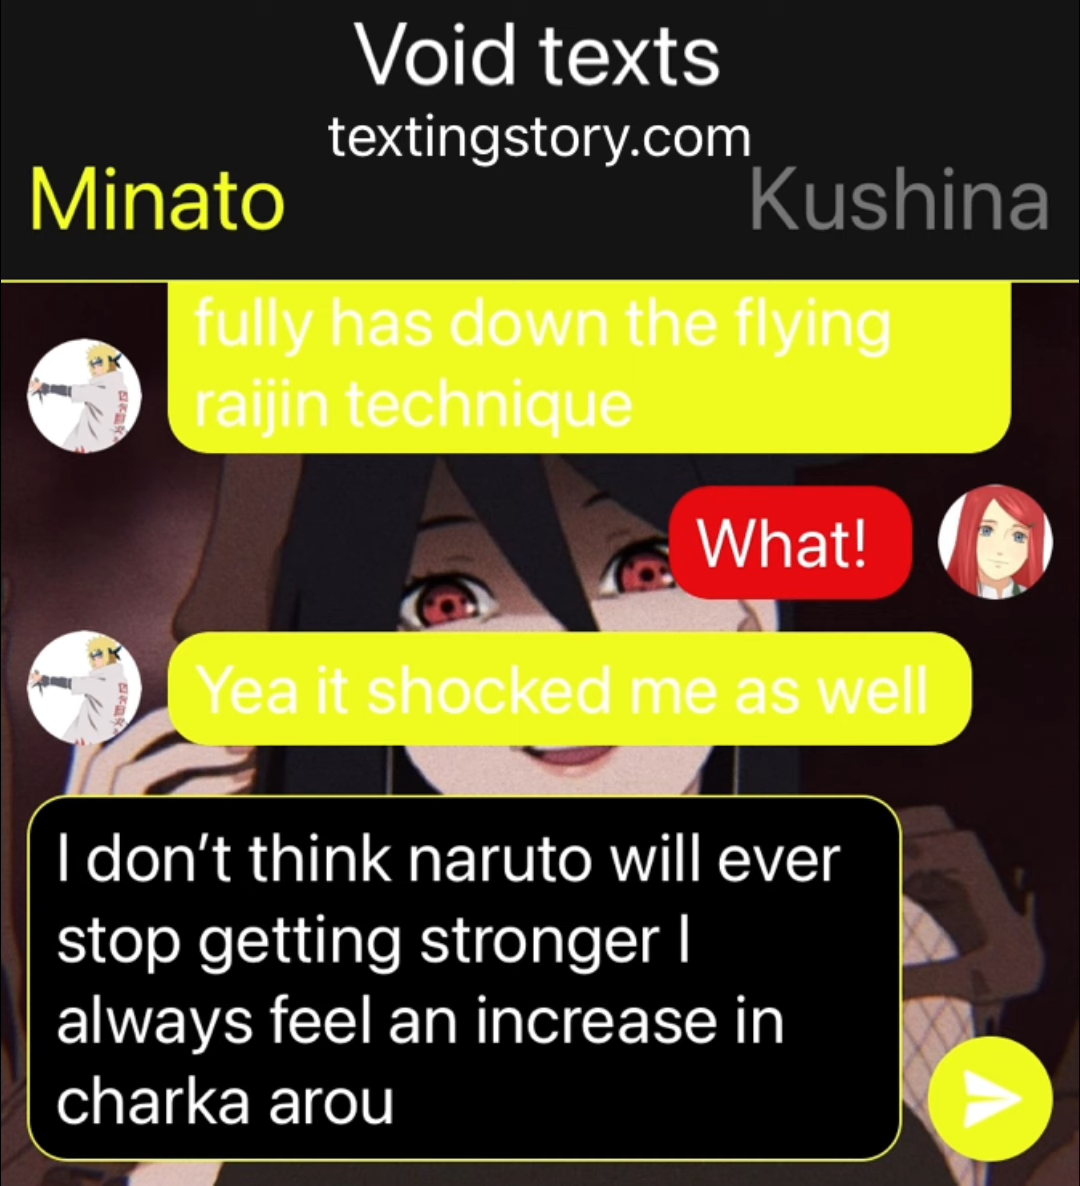 Void texts
textingstory.com
Minato
Kushina
fully has down the flying
raijin technique
What!
Yea it shocked me as well
I don’t think naruto will ever
stop getting stronger I
always feel an increase in
charka arou